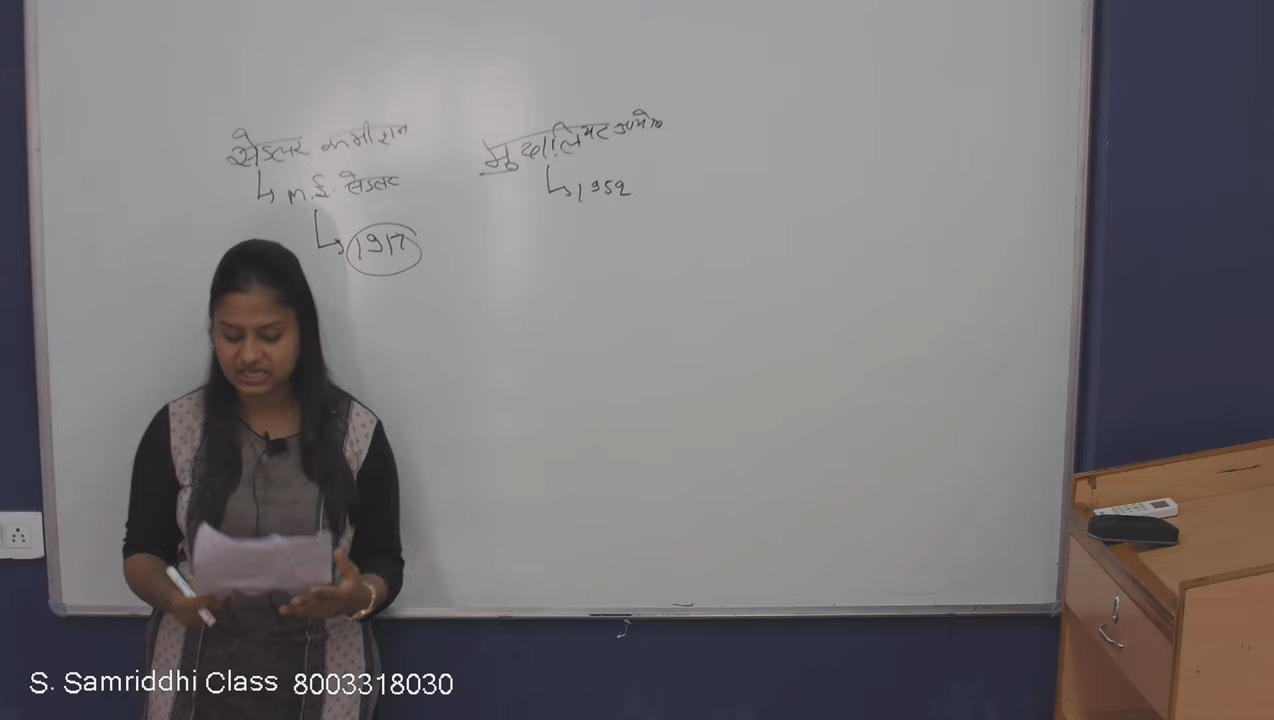 सेडलर कमीशन
M. ई. सेडलर
1917
मुदालियर आयोग
1952
S. Samriddhi Class 8003318030